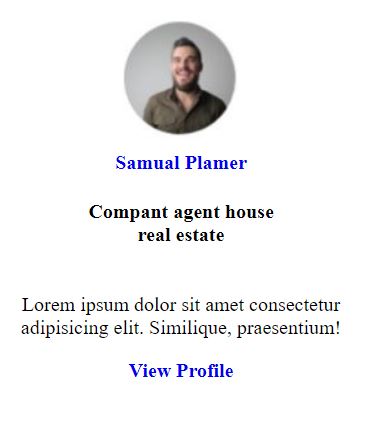 Samual Plamer
Compant agent house
real estate
Lorem ipsum dolor sit amet consectetur
adipisicing elit. Similique, praesentium!
View Profile